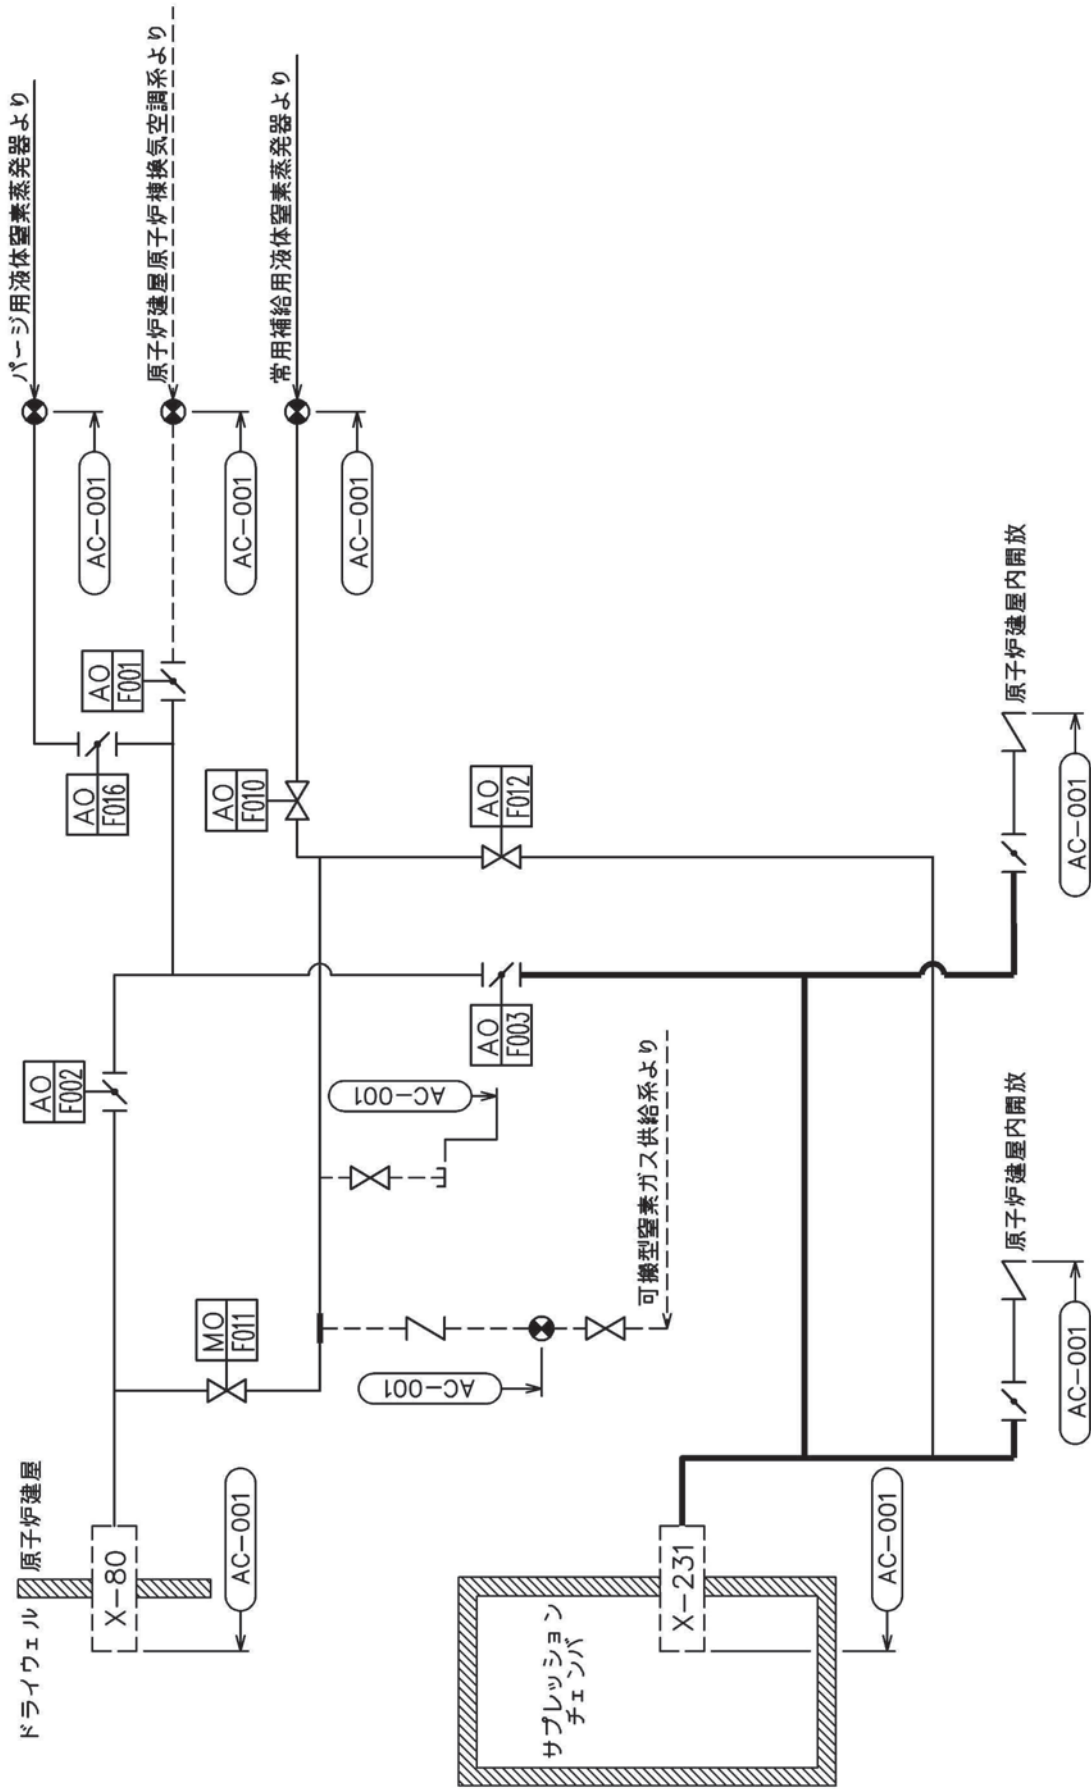 ドライウェル
原子炉建屋
X-80
AC-001
MO
F011
AO
F002
AO
F016
AO
F001
パージ用液体窒素蒸発器より
AC-001
原子炉建屋原子炉棟換気空調系より
AC-001
AO
F010
常用補給用液体窒素蒸発器より
AC-001
AC-001
AC-001
可搬型窒素ガス供給系より
AO
F003
AO
F012
サプレッション
チェンバ
X-231
AC-001
原子炉建屋内開放
AC-001
原子炉建屋内開放
AC-001